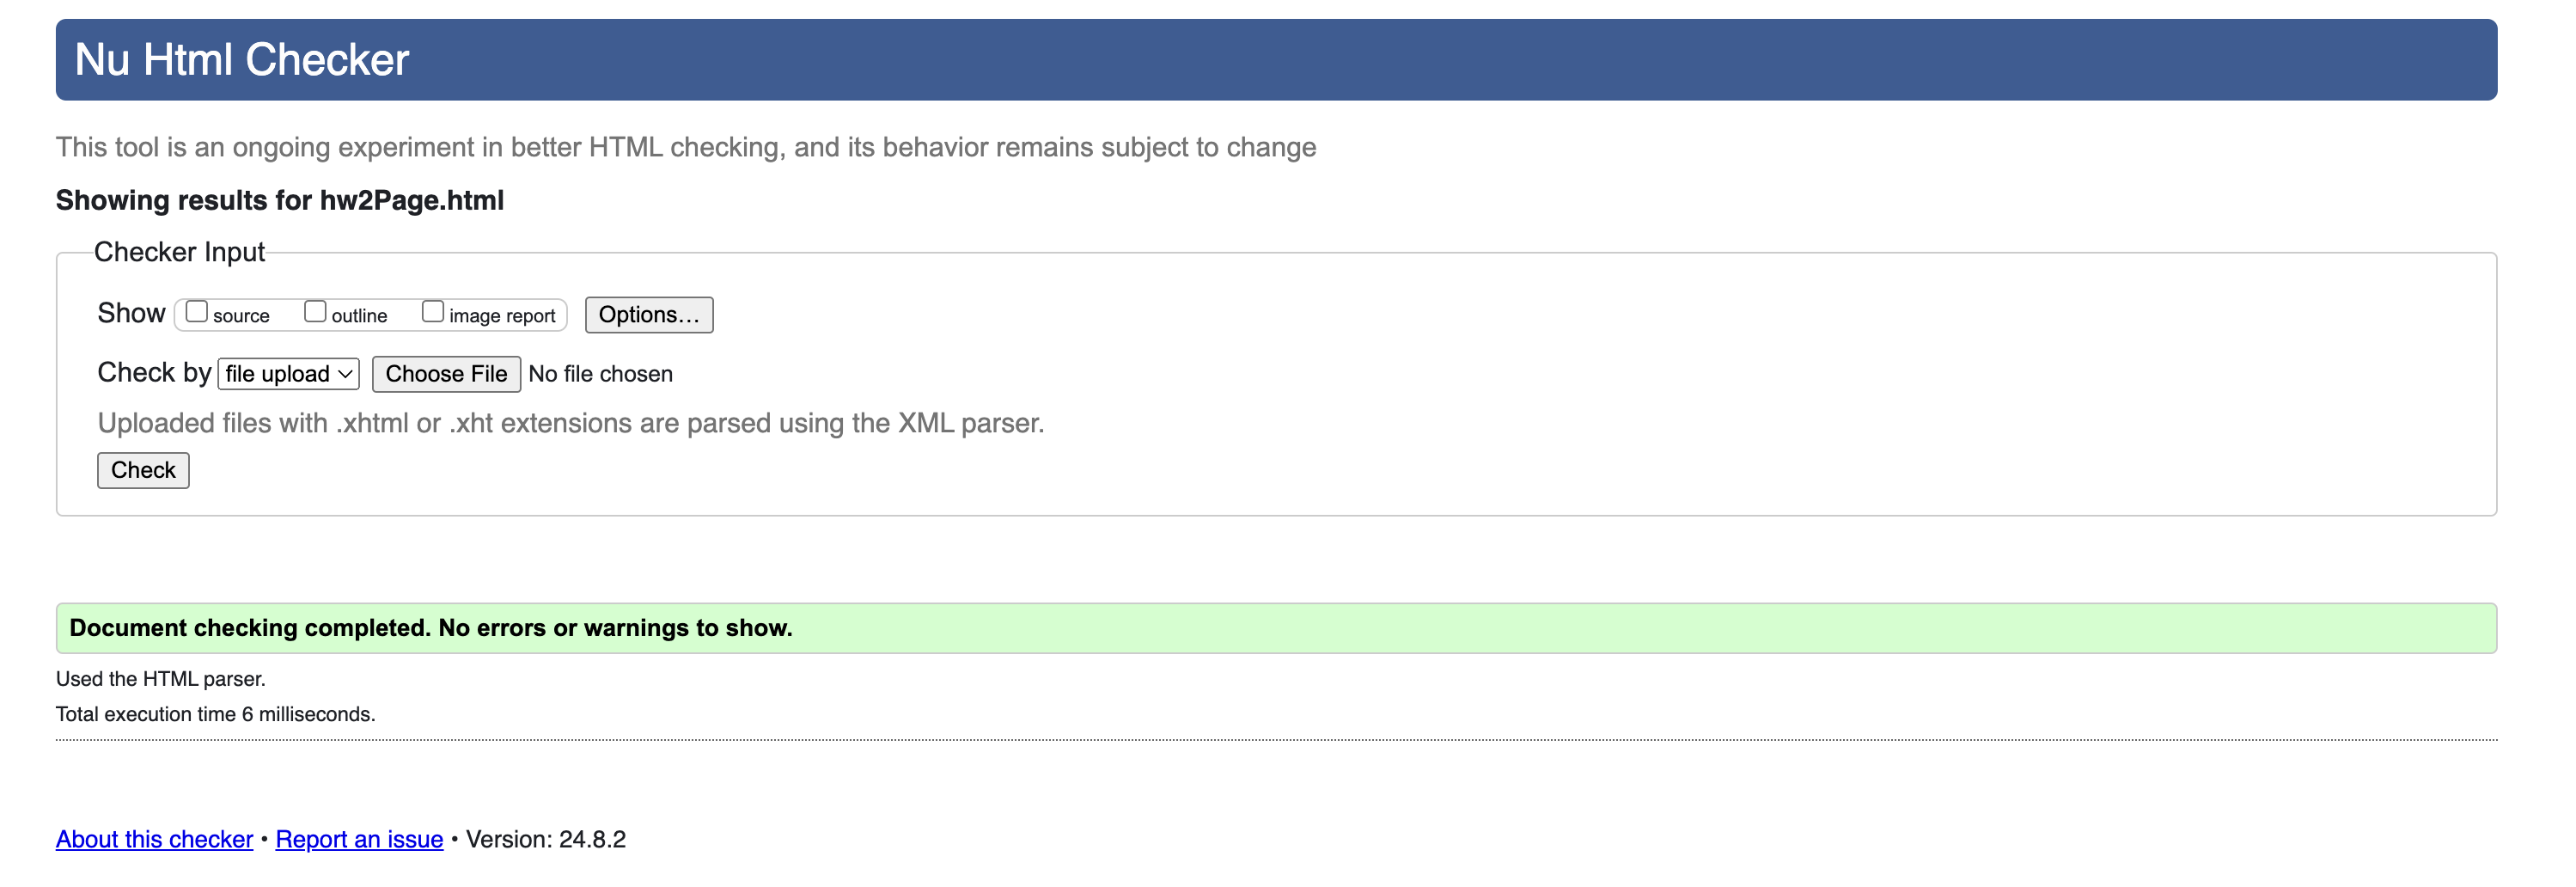 Nu Html Checker
This tool is an ongoing experiment in better HTML checking, and its behavior remains subject to change
Showing results for hw2Page.html
Checker Input
Show source outline image report Options...
Check by file upload Choose File No file chosen
Uploaded files with .xhtml or .xht extensions are parsed using the XML parser.
Check
Document checking completed. No errors or warnings to show.
Used the HTML parser.
Total execution time 6 milliseconds.
About this checker • Report an issue • Version: 24.8.2